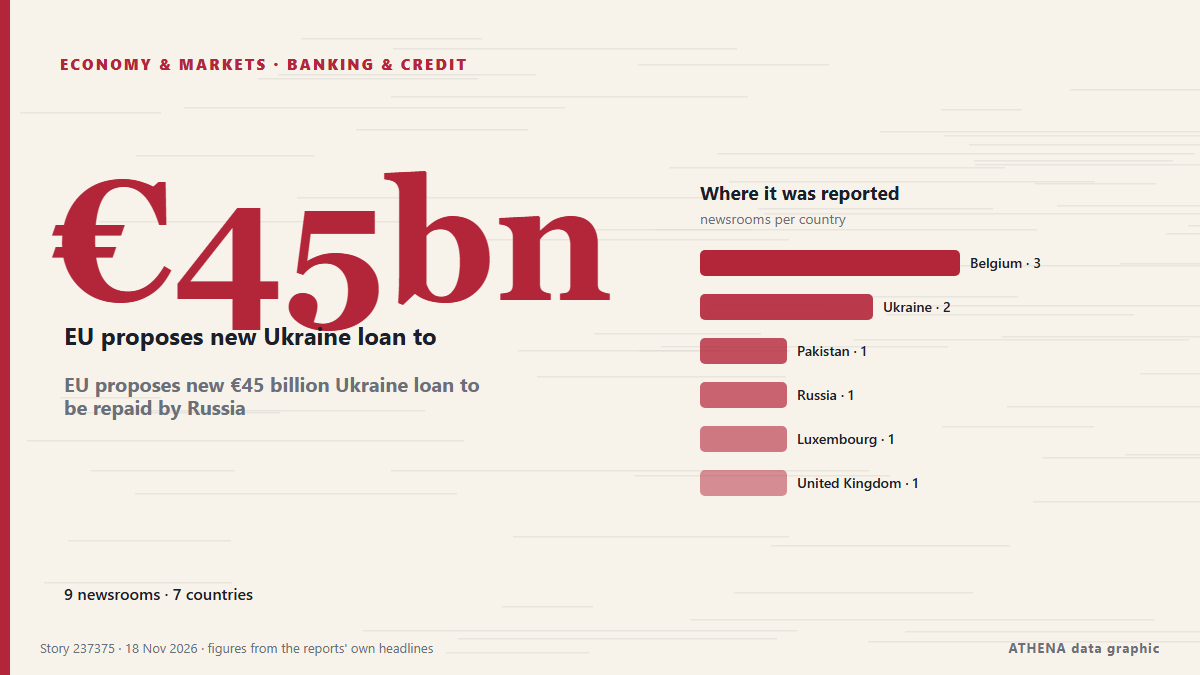 ECONOMY & MARKETS · BANKING & CREDIT
€45bn
EU proposes new Ukraine loan to
EU proposes new €45 billion Ukraine loan to
be repaid by Russia
9 newsrooms · 7 countries
Where it was reported
newsrooms per country
Belgium · 3
Ukraine · 2
Pakistan · 1
Russia · 1
Luxembourg · 1
United Kingdom · 1
Story 237375 · 18 Nov 2026 · figures from the reports' own headlines
ATHENA data graphic